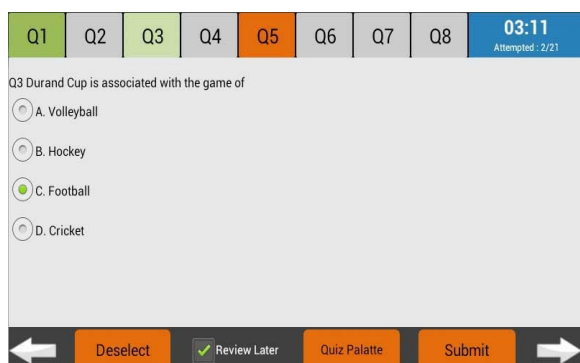 Q1 Q2 Q3 Q4 Q5 Q6 Q7 Q8 03:11
Attempted : 2/21
Q3 Durand Cup is associated with the game of
A. Volleyball
B. Hockey
C. Football
D. Cricket
Deselect Review Later Quiz Palatte Submit